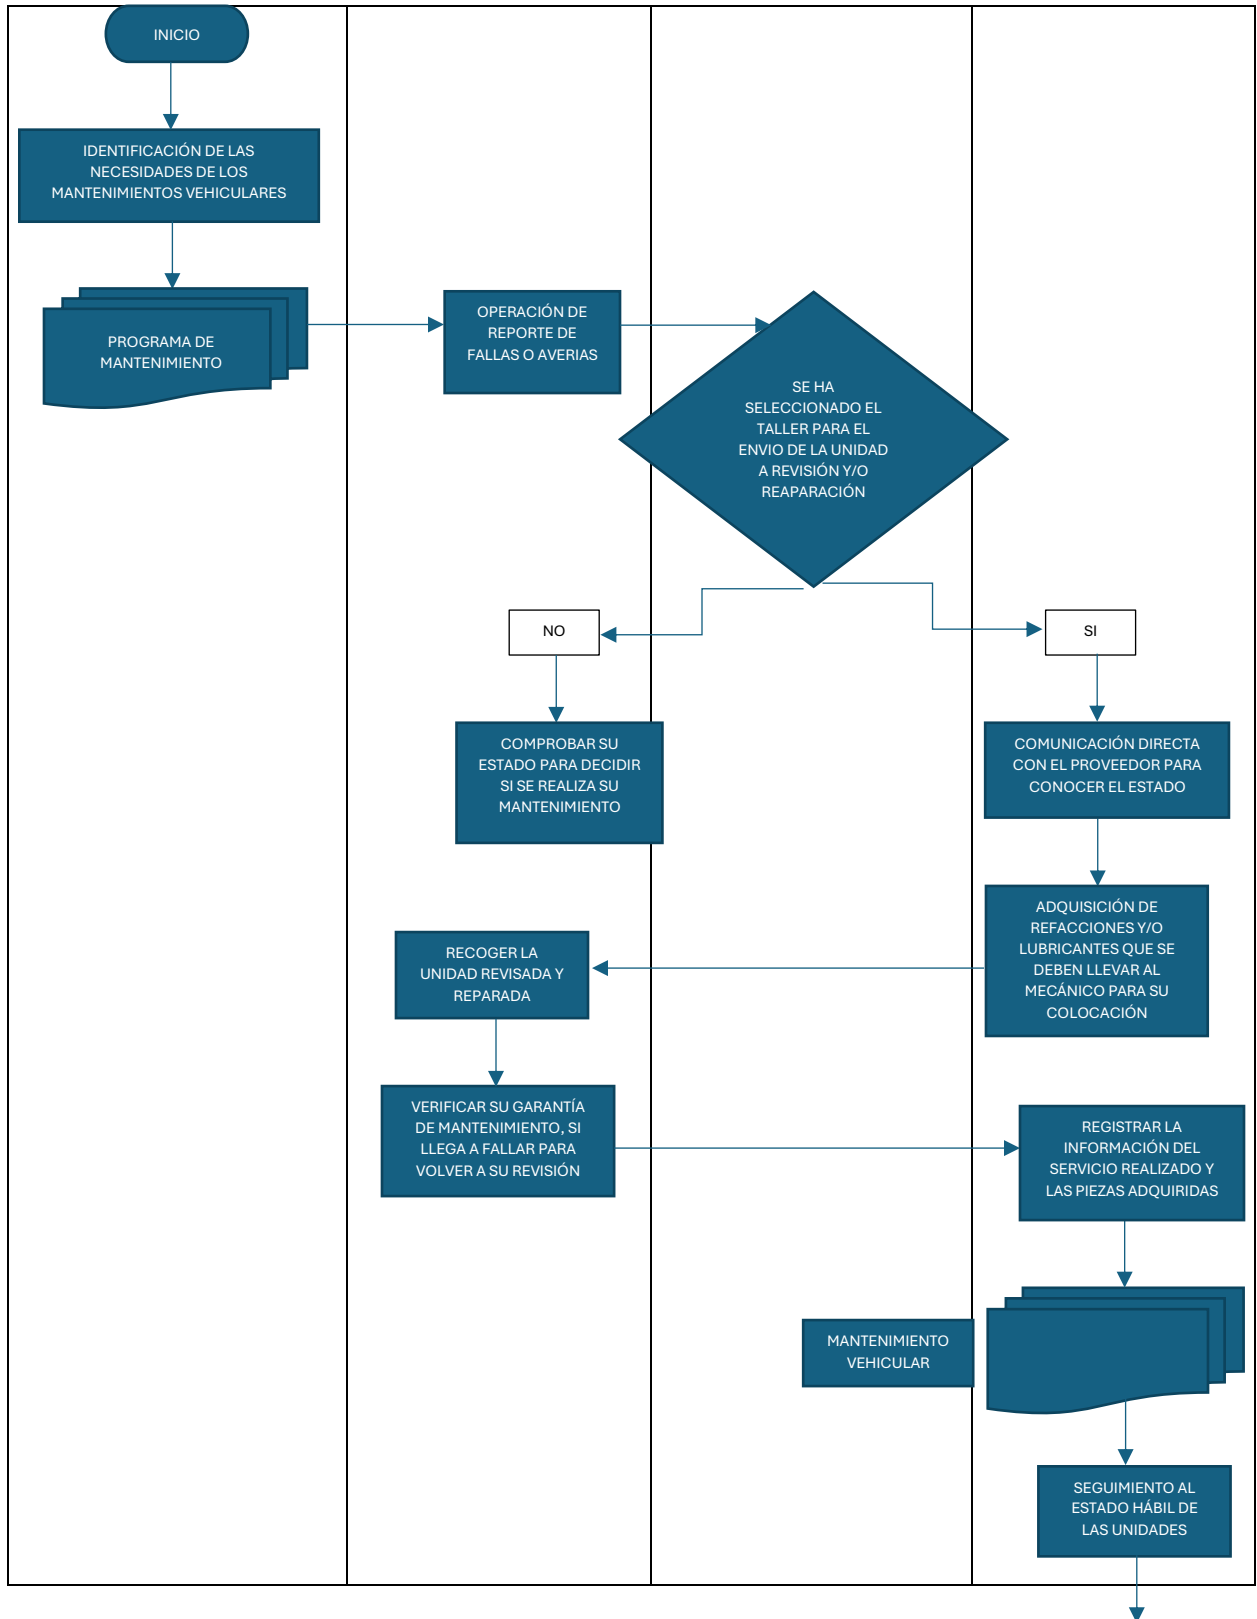 INICIO
IDENTIFICACIÓN DE LAS
NECESIDADES DE LOS
MANTENIMIENTOS VEHICULARES
PROGRAMA DE
MANTENIMIENTO
OPERACIÓN DE
REPORTE DE
FALLAS O AVERIAS
SE HA
SELECCIONADO EL
TALLER PARA EL
ENVIO DE LA UNIDAD
A REVISIÓN Y/O
REAPARACIÓN
NO
SI
COMPROBAR SU
ESTADO PARA DECIDIR
SI SE REALIZA SU
MANTENIMIENTO
COMUNICACIÓN DIRECTA
CON EL PROVEEDOR PARA
CONOCER EL ESTADO
ADQUISICIÓN DE
REFACCIONES Y/O
LUBRICANTES QUE SE
DEBEN LLEVAR AL
MECÁNICO PARA SU
COLOCACIÓN
RECOGER LA
UNIDAD REVISADA Y
REPARADA
VERIFICAR SU GARANTÍA
DE MANTENIMIENTO, SI
LLEGA A FALLAR PARA
VOLVER A SU REVISIÓN
REGISTRAR LA
INFORMACIÓN DEL
SERVICIO REALIZADO Y
LAS PIEZAS ADQUIRIDAS
MANTENIMIENTO
VEHICULAR
SEGUIMIENTO AL
ESTADO HÁBIL DE
LAS UNIDADES